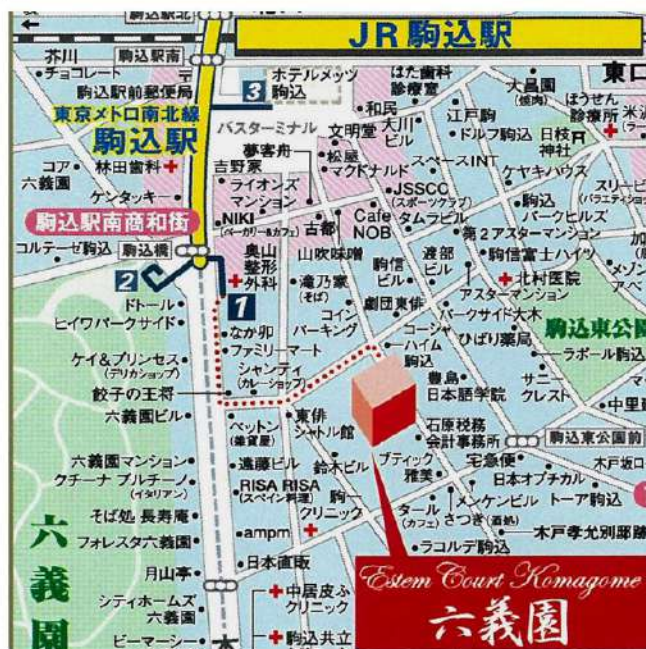 駒込駅北
JR駒込駅
芥川
チョコレート
駒込駅南
駒込駅前郵便局
東京メトロ南北線
駒込駅
3
ホテルメッツ
駒込
バスターミナル
はた歯科
診療室
和民
大川
ビル
文明堂
夢客舟
松屋
マクドナルド
吉野家
ライオンズ
マンション
大昌園
(焼肉)
東口
ほうせん
診療所
江戸駒
ドルフ駒込
日枝
神社
スペースINT
ケヤキハウス
コア
六義園
林田歯科
ケンタッキー
駒込駅南商和街
コルテーゼ駒込
駒込橋
NIKI
(ベーカリー&カフェ)
古都
Cafe
NOB
JSSCC
(スポーツクラブ)
タムラビル
駒込
パークヒルズ
第2アスターマンション
駒信富士ハイツ
奥山
整形
外科
山吹味噌
滝乃家
(そば)
駒信
ビル
渡部
ビル
北村医院
アスターマンション
メゾン
アベ
2
1
ドトール
ヒイワパークサイド
なか卯
ファミリーマート
コイン
パーキング
劇団東俳
コーシャ
ハイム
駒込
パークサイド大木
ひばり薬局
駒込東公園
ラポール駒込
ケイ&プリンセス
(デリカショップ)
シャンティ
(カレーショップ)
餃子の王将
六義園ビル
豊島
日本語学院
サニー
クレスト
中里
ペットン
(雑貨屋)
東俳
シャトル館
石原税務
会計事務所
駒込東公園前
六義園マンション
クチーナ プルチーノ
(イタリアン)
遠藤ビル
鈴木ビル
ブティック
雅美
宅急便
木戸坂口
日本オプチカル
RISA RISA
(スペイン料理)
駒
クリニック
メンケンビル
トーア駒込
そば処 長寿庵
フォレスタ六義園
ampm
タール
(カフェ)
さつき(酒処)
木戸孝允別邸跡
ラコルデ駒込
月山亭
日本直販
六義園
シティホームズ
六義園
中居皮ふ
クリニック
Estem Court Komagome
六義園
ビーマーシー
本
駒込共立